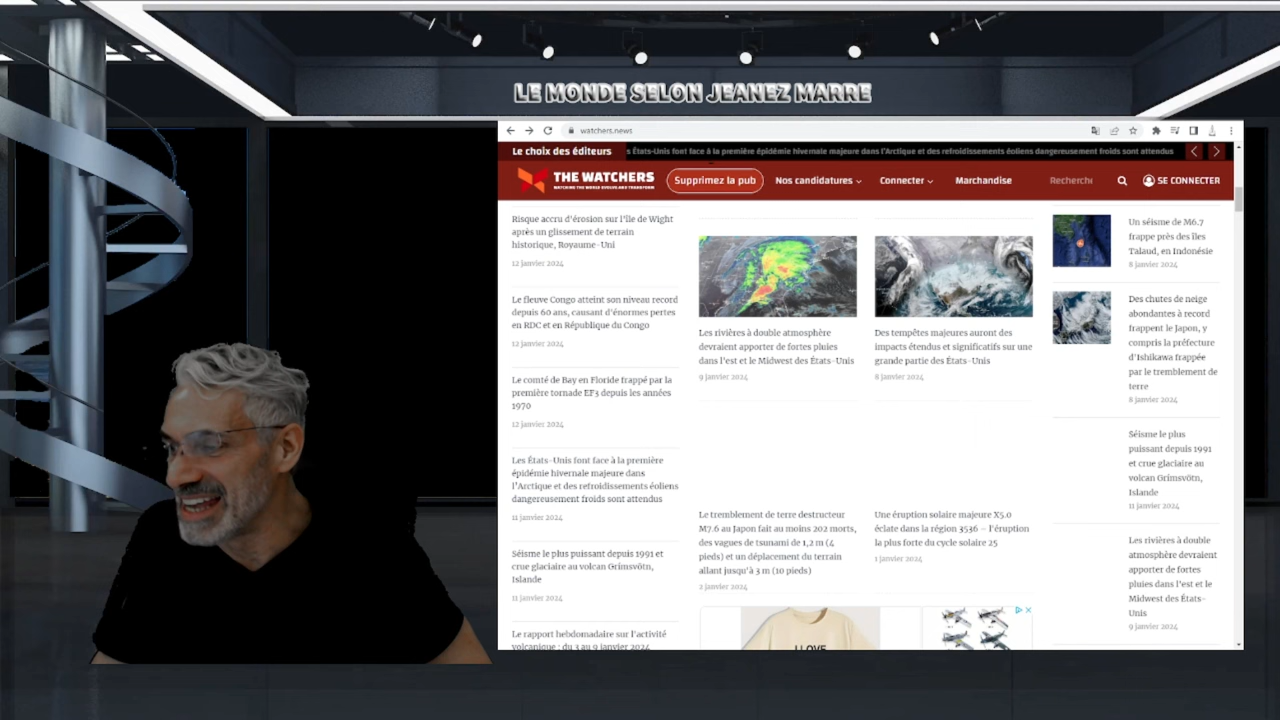 LE MONDE SELON JEANEZ MARRE
watchers.news
Le choix des éditeurs
s États-Unis font face à la première épidémie hivernale majeure dans l'Arctique et des refroidissements éoliens dangereusement froids sont attendus
THE WATCHERS
WATCHING THE WORLD EVOLVE AND TRANSFORM
Supprimez la pub
Nos candidatures
Connecter
Marchandise
Recherche
SE CONNECTER
Risque accru d'érosion sur l'île de Wight
après un glissement de terrain
historique, Royaume-Uni
12 janvier 2024
Le fleuve Congo atteint son niveau record
depuis 60 ans, causant d'énormes pertes
en RDC et en République du Congo
12 janvier 2024
Le comté de Bay en Floride frappé par la
première tornade EF3 depuis les années
1970
12 janvier 2024
Les États-Unis font face à la première
épidémie hivernale majeure dans
l'Arctique et des refroidissements éoliens
dangereusement froids sont attendus
11 janvier 2024
Séisme le plus puissant depuis 1991 et
crue glaciaire au volcan Grímsvötn,
Islande
11 janvier 2024
Le rapport hebdomadaire sur l'activité
volcanique : du 3 au 9 janvier 2024
Les rivières à double atmosphère
devraient apporter de fortes pluies
dans l'est et le Midwest des États-Unis
9 janvier 2024
Des tempêtes majeures auront des
impacts étendus et significatifs sur une
grande partie des États-Unis
8 janvier 2024
Le tremblement de terre destructeur
M7.6 au Japon fait au moins 202 morts,
des vagues de tsunami de 1,2 m (4
pieds) et un déplacement du terrain
allant jusqu'à 3 m (10 pieds)
2 janvier 2024
Une éruption solaire majeure X5.0
éclate dans la région 3536 – l'éruption
la plus forte du cycle solaire 25
1 janvier 2024
I LOVE
Un séisme de M6.7
frappe près des îles
Talaud, en Indonésie
8 janvier 2024
Des chutes de neige
abondantes à record
frappent le Japon, y
compris la préfecture
d'Ishikawa frappée
par le tremblement de
terre
8 janvier 2024
Séisme le plus
puissant depuis 1991
et crue glaciaire au
volcan Grímsvötn,
Islande
11 janvier 2024
Les rivières à double
atmosphère devraient
apporter de fortes
pluies dans l'est et le
Midwest des États-
Unis
9 janvier 2024